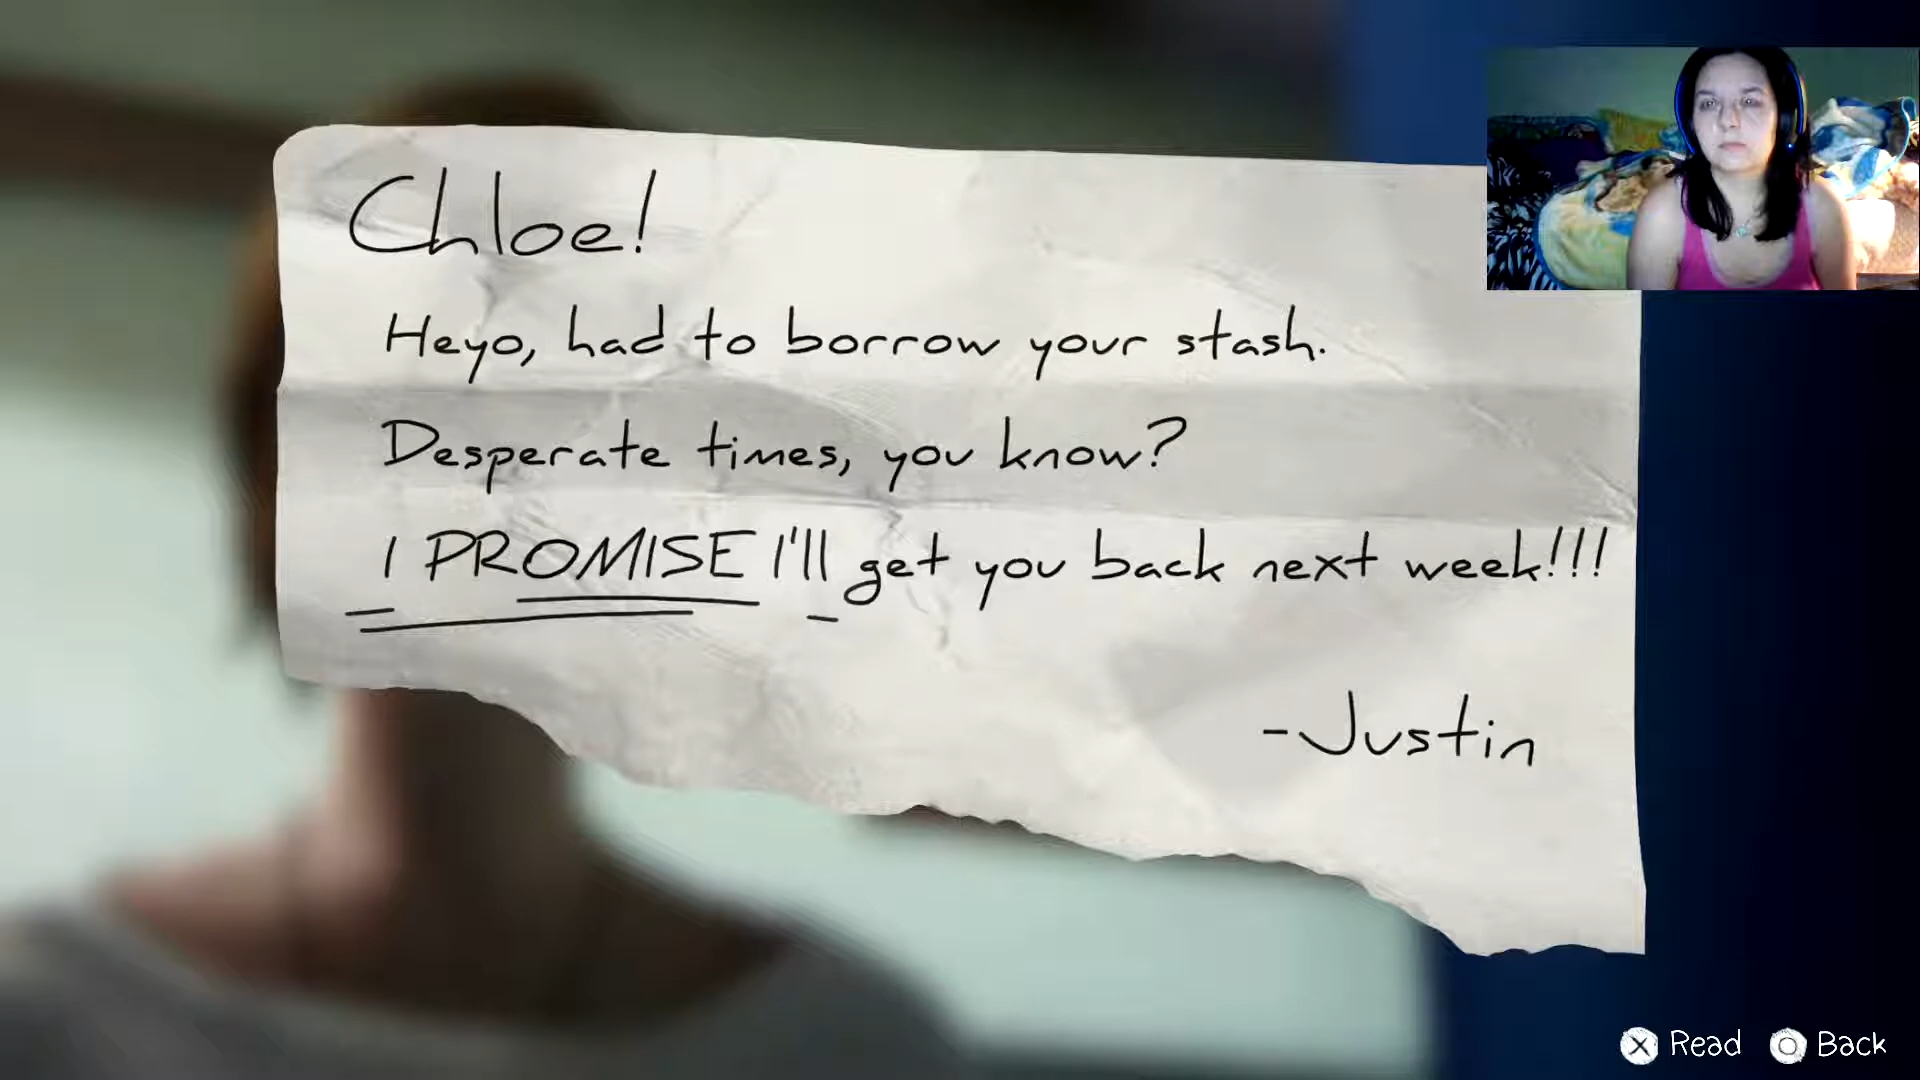 Chloe!
Heyo, had to borrow your stash.
Desperate times, you know?
I PROMISE I'll get you back next week!!!
-Justin
Read Back